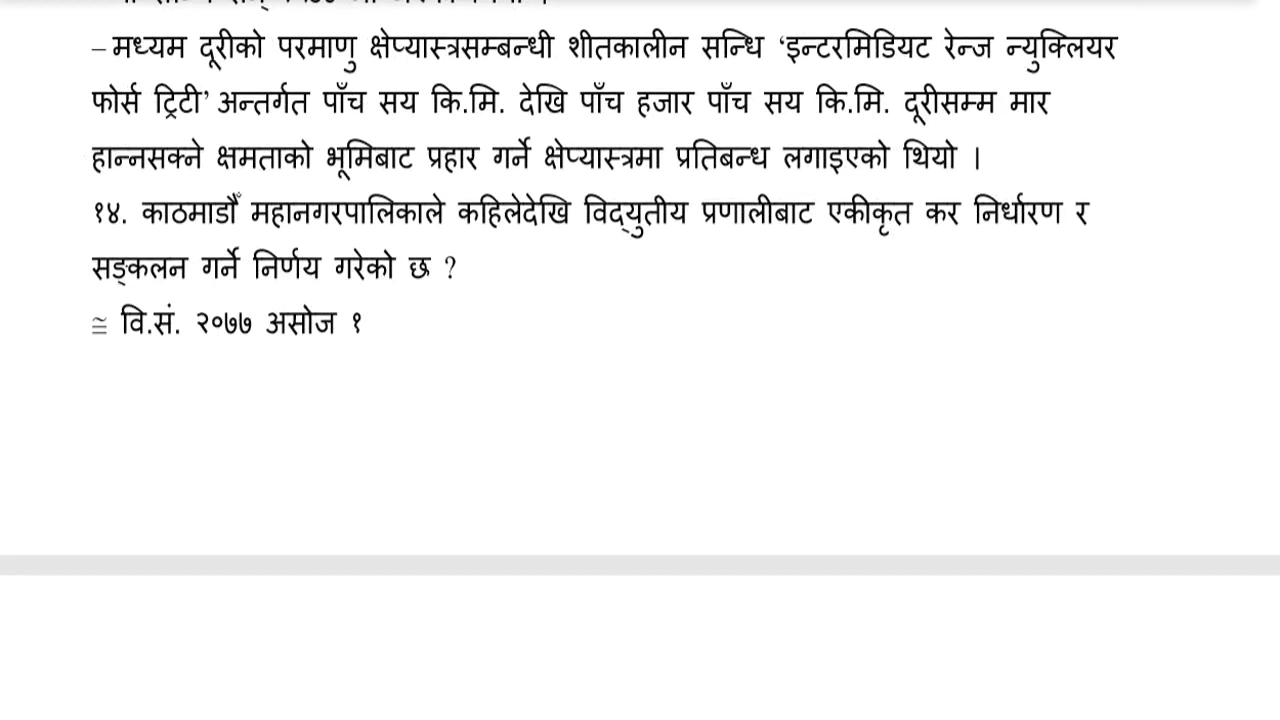 – मध्यम दूरीको परमाणु क्षेप्यास्त्रसम्बन्धी शीतकालीन सन्धि ‘इन्टरमिडियट रेन्ज न्युक्लियर
फोर्स ट्रिटी’ अन्तर्गत पाँच सय कि.मि. देखि पाँच हजार पाँच सय कि.मि. दूरीसम्म मार
हान्नसक्ने क्षमताको भूमिबाट प्रहार गर्ने क्षेप्यास्त्रमा प्रतिबन्ध लगाइएको थियो ।
१४. काठमाडौँ महानगरपालिकाले कहिलेदेखि विद्युतीय प्रणालीबाट एकीकृत कर निर्धारण र
सङ्कलन गर्ने निर्णय गरेको छ ?
≅ वि.सं. २०७७ असोज १